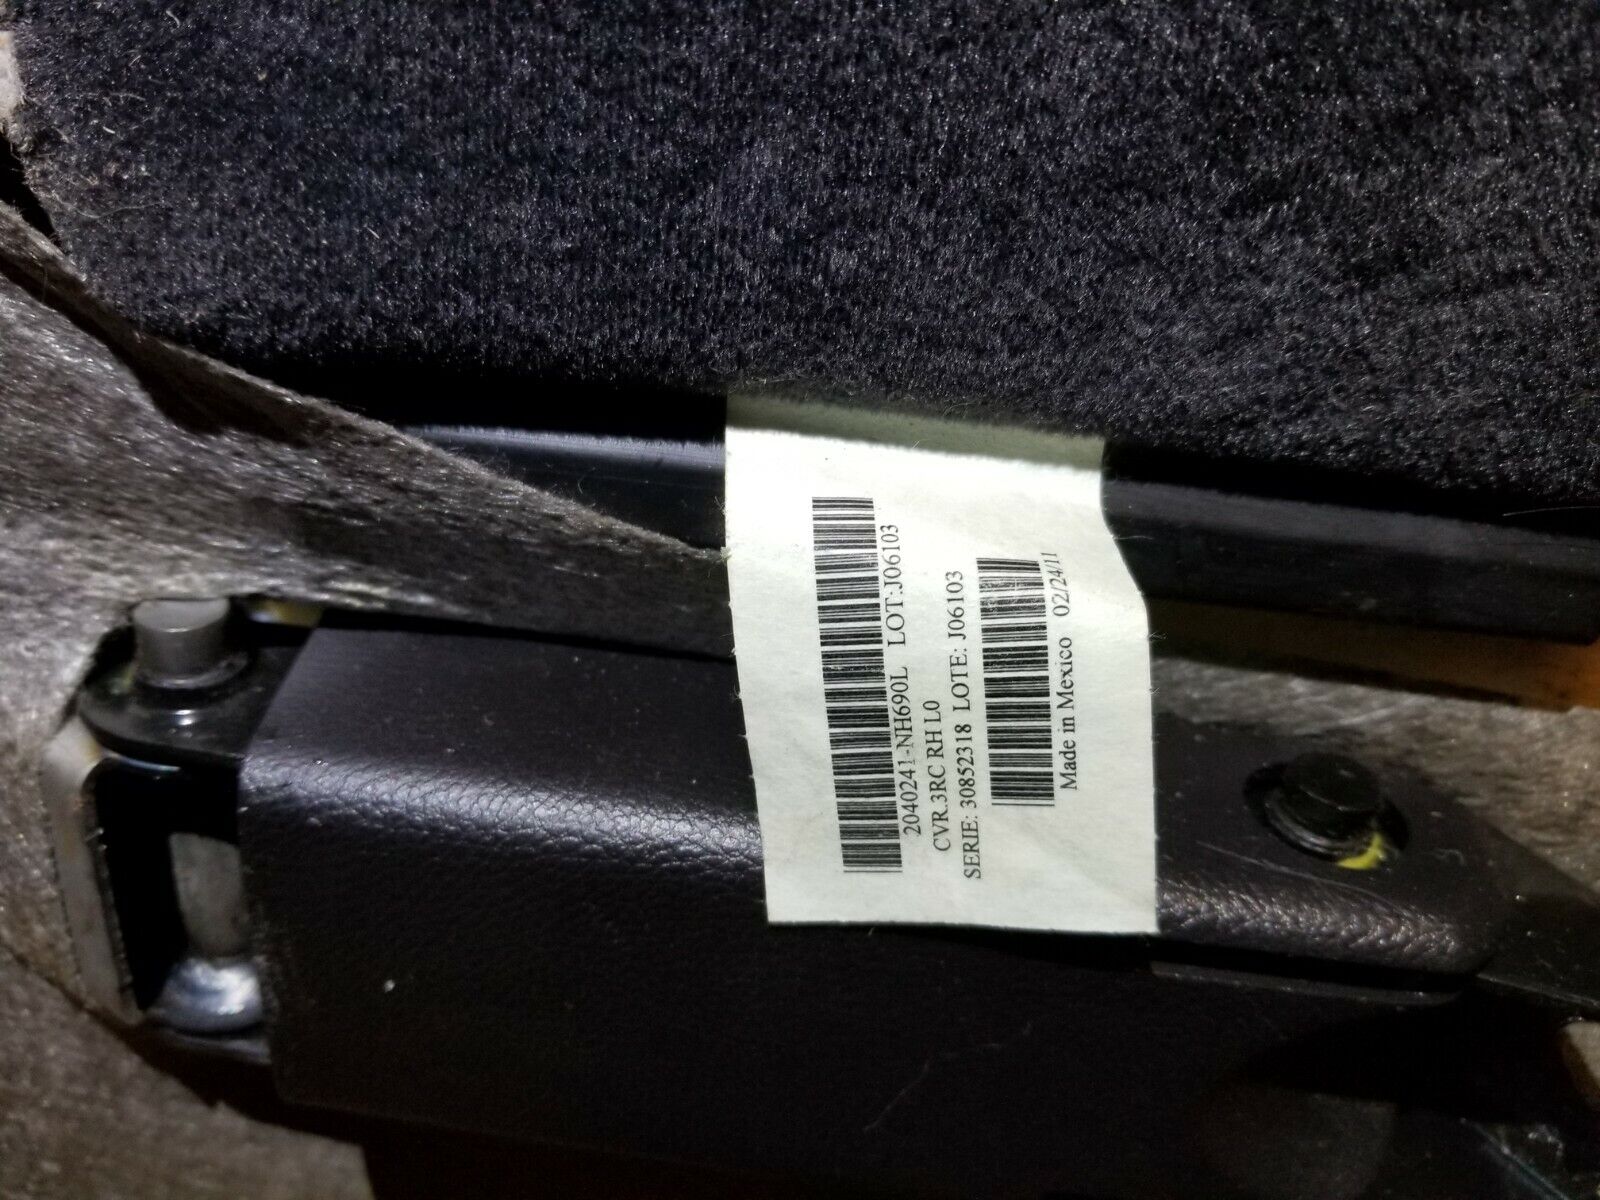 2040241-NH690L LOT:J06103
CVR.3RC RH L0
SERIE: 30852318 LOTE: J06103
Made in Mexico 02/24/11